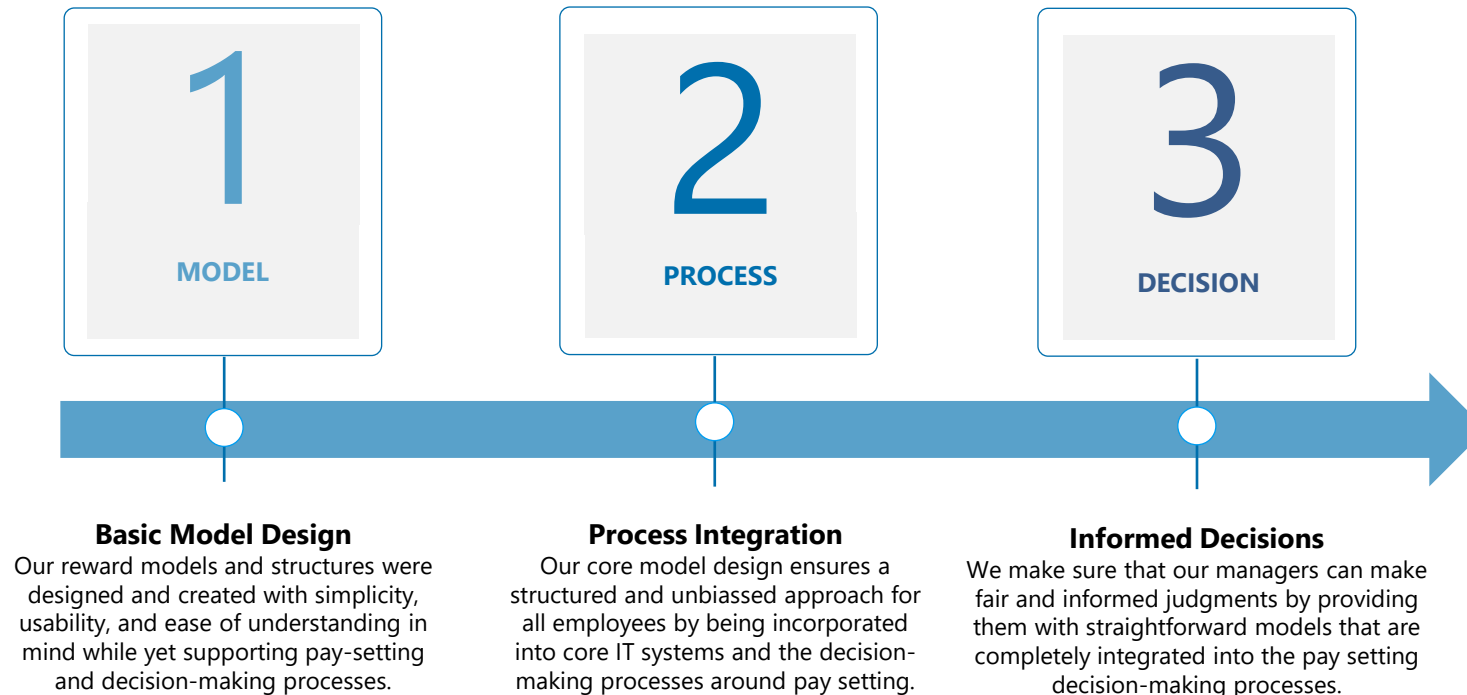 1
MODEL
2
PROCESS
3
DECISION
Basic Model Design
Our reward models and structures were
designed and created with simplicity,
usability, and ease of understanding in
mind while yet supporting pay-setting
and decision-making processes.
Process Integration
Our core model design ensures a
structured and unbiassed approach for
all employees by being incorporated
into core IT systems and the decision-
making processes around pay setting.
Informed Decisions
We make sure that our managers can make
fair and informed judgments by providing
them with straightforward models that are
completely integrated into the pay setting
decision-making processes.